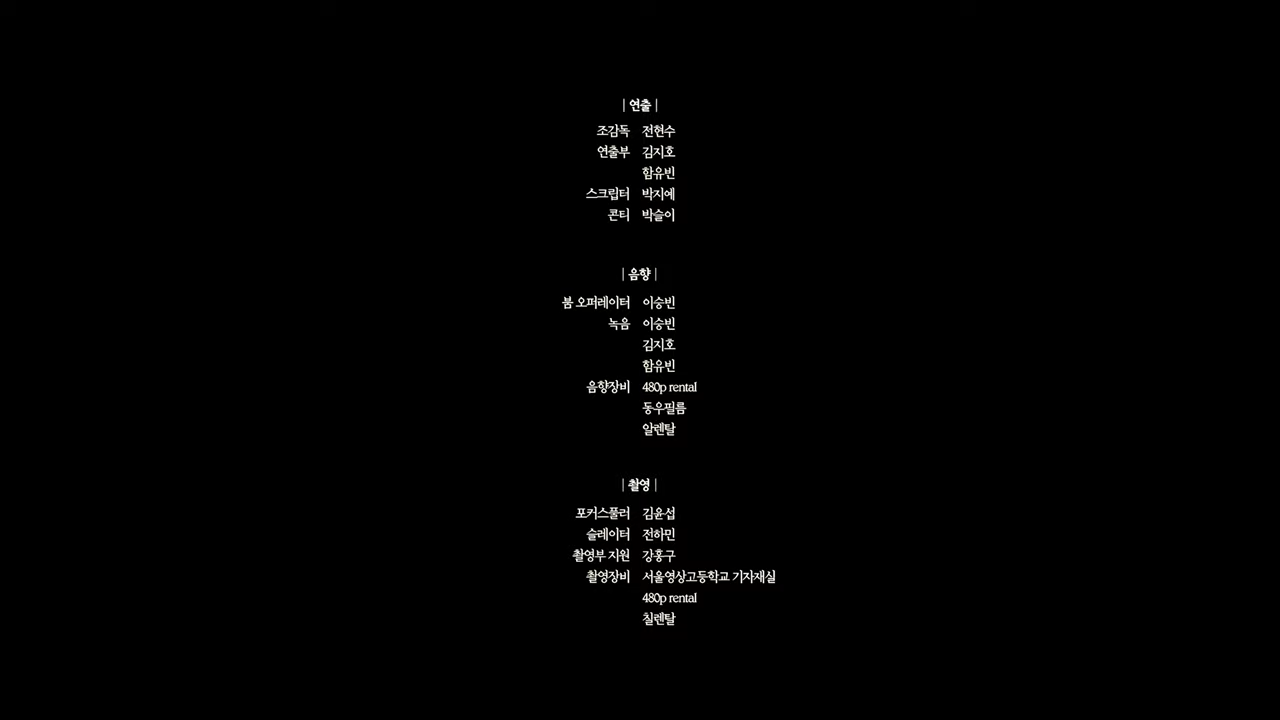 | 연출 |
조감독 전현수
연출부 김지호
함유빈
스크립터 박지예
콘티 박슬이
| 음향 |
붐 오퍼레이터 이승빈
녹음 이승빈
김지호
함유빈
음향장비 480p rental
동우필름
알렌탈
| 촬영 |
포커스풀러 김윤섭
슬레이터 전하민
촬영부 지원 강홍구
촬영장비 서울영상고등학교 기자재실
480p rental
칠렌탈